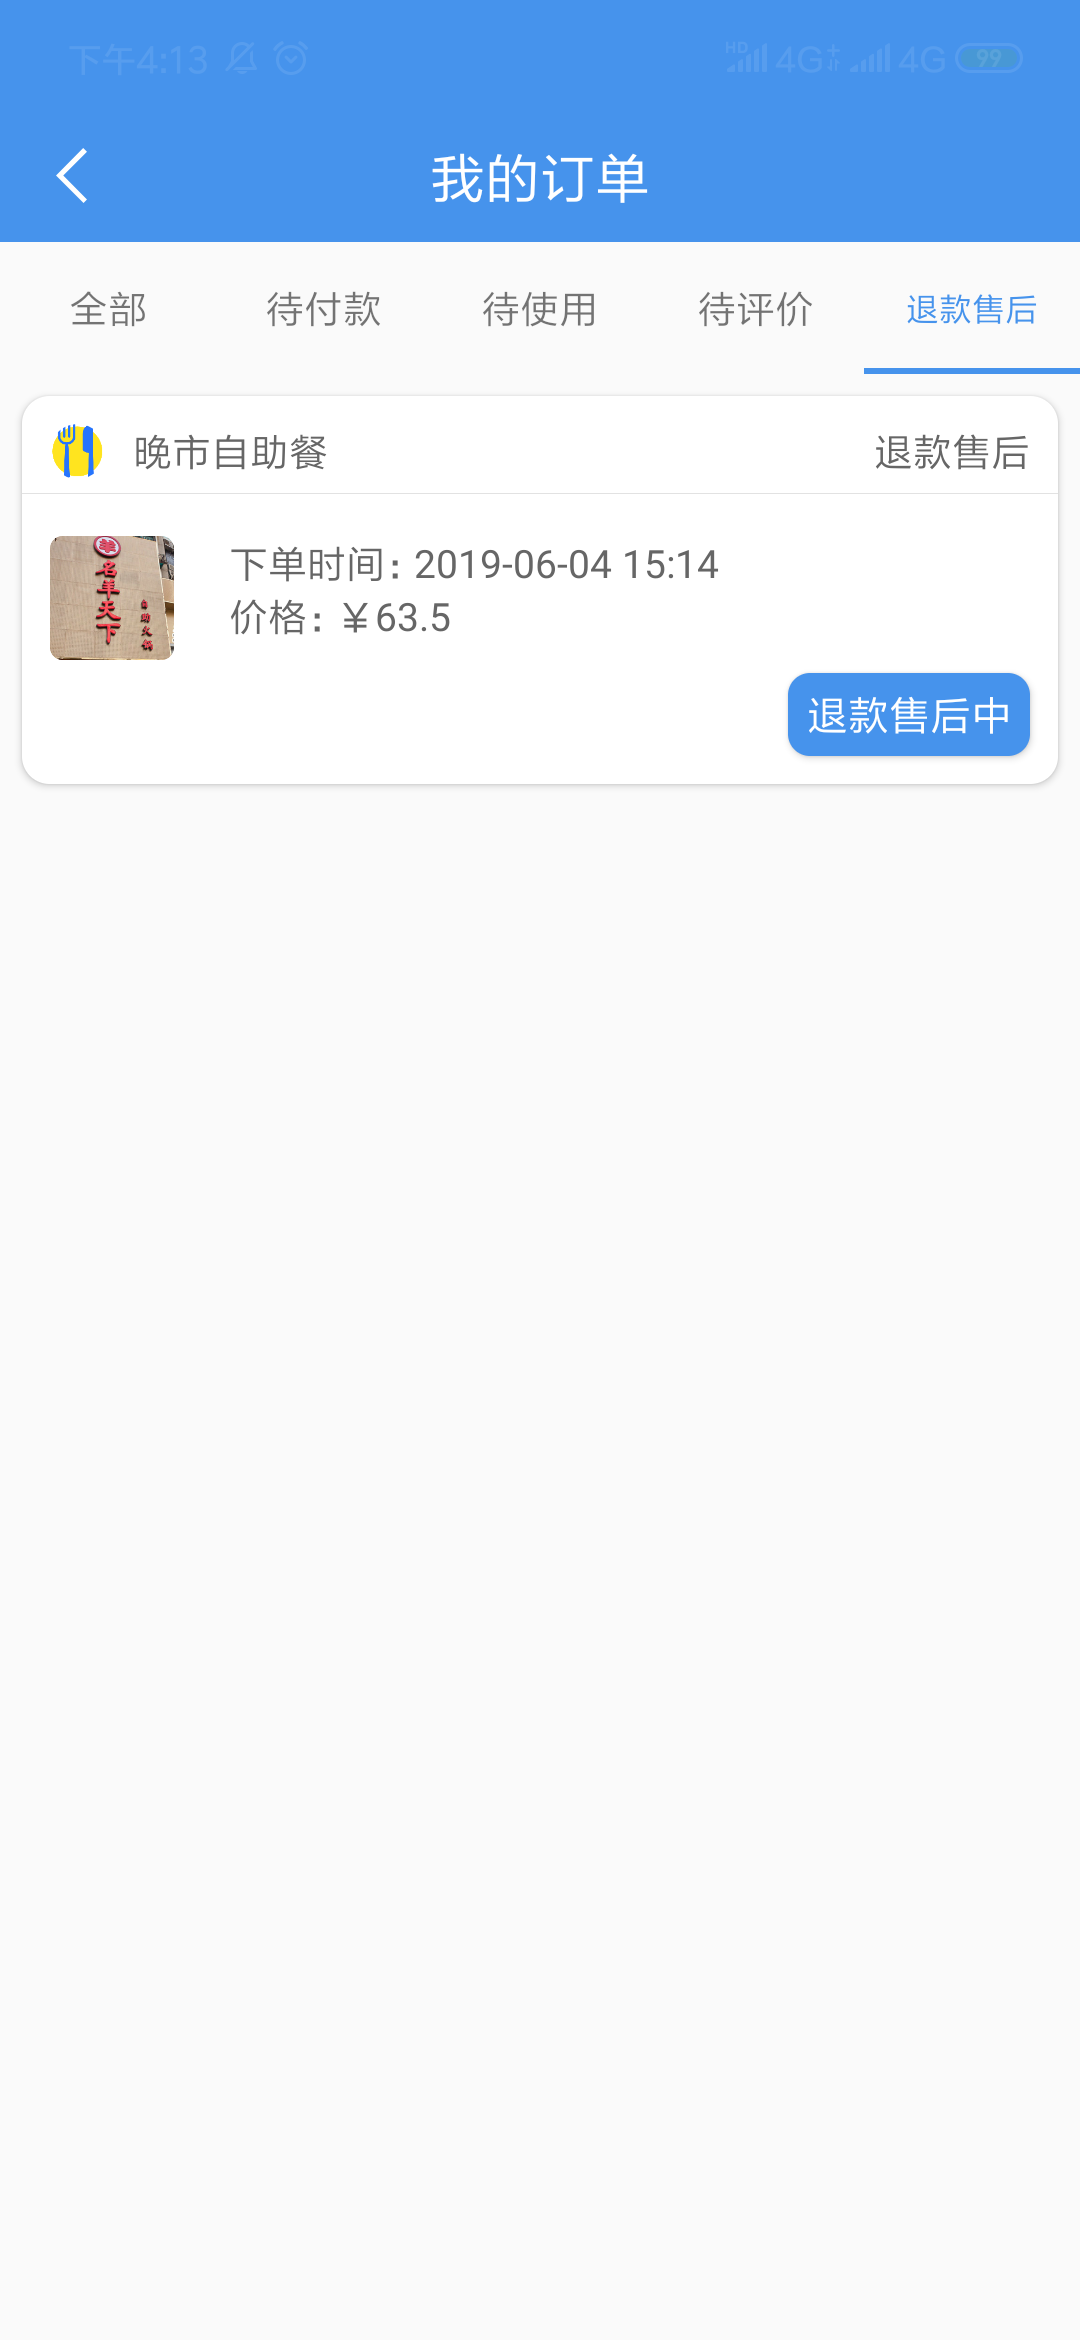 下午4:13 HD 4G 4G 99
我的订单
全部 待付款 待使用 待评价 退款售后
晚市自助餐 退款售后
羊
名羊天下
自助火锅
下单时间：2019-06-04 15:14
价格：￥63.5
退款售后中